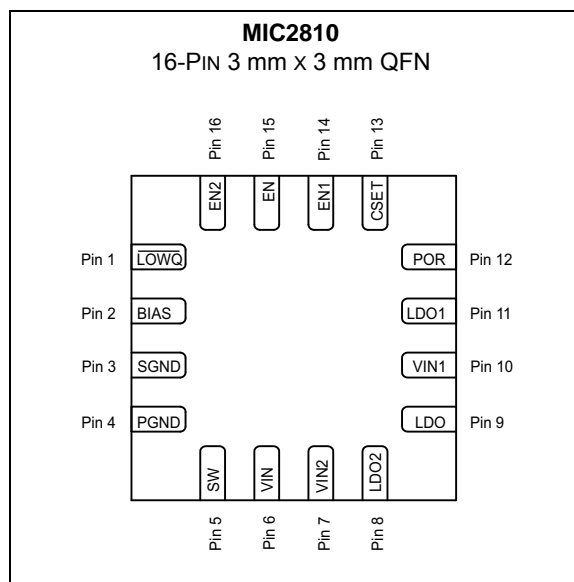 MIC2810
16-PIN 3 mm x 3 mm QFN
Pin 16
Pin 15
Pin 14
Pin 13
EN2
EN
EN1
CSET
Pin 1
LOWQ
POR
Pin 12
Pin 2
BIAS
LDO1
Pin 11
Pin 3
SGND
VIN1
Pin 10
Pin 4
PGND
LDO
Pin 9
SW
VIN
VIN2
LDO2
Pin 5
Pin 6
Pin 7
Pin 8